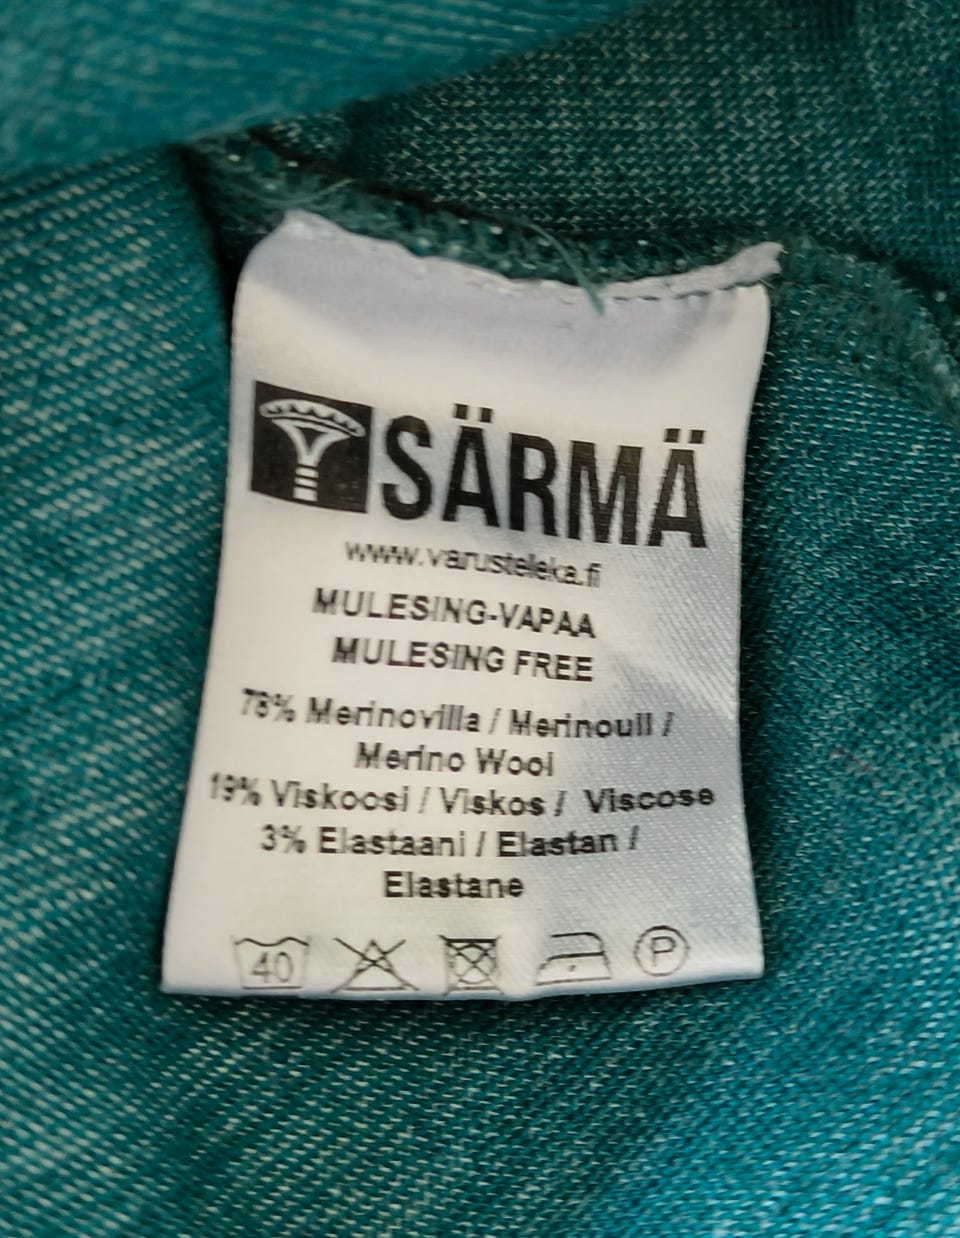 SÄRMÄ
www.varusteleka.fi
MULESING-VAPAA
MULESING FREE
78% Merinovilla / Merinoull /
Merino Wool
19% Viskoosi / Viskos / Viscose
3% Elastaani / Elastan /
Elastane
40 P